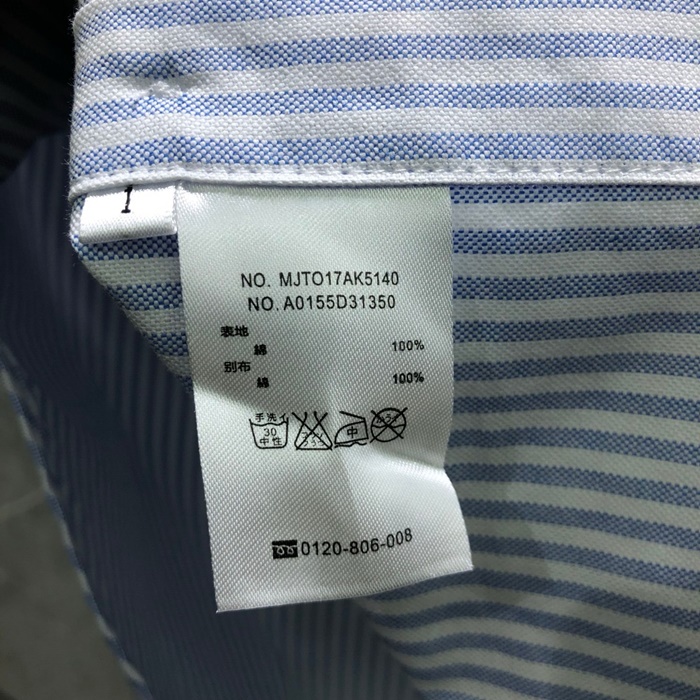 1
NO. MJTO17AK5140
NO. A0155D31350
表地
綿 100%
別布
綿 100%
手洗イ
30
中性
中
0120-806-008